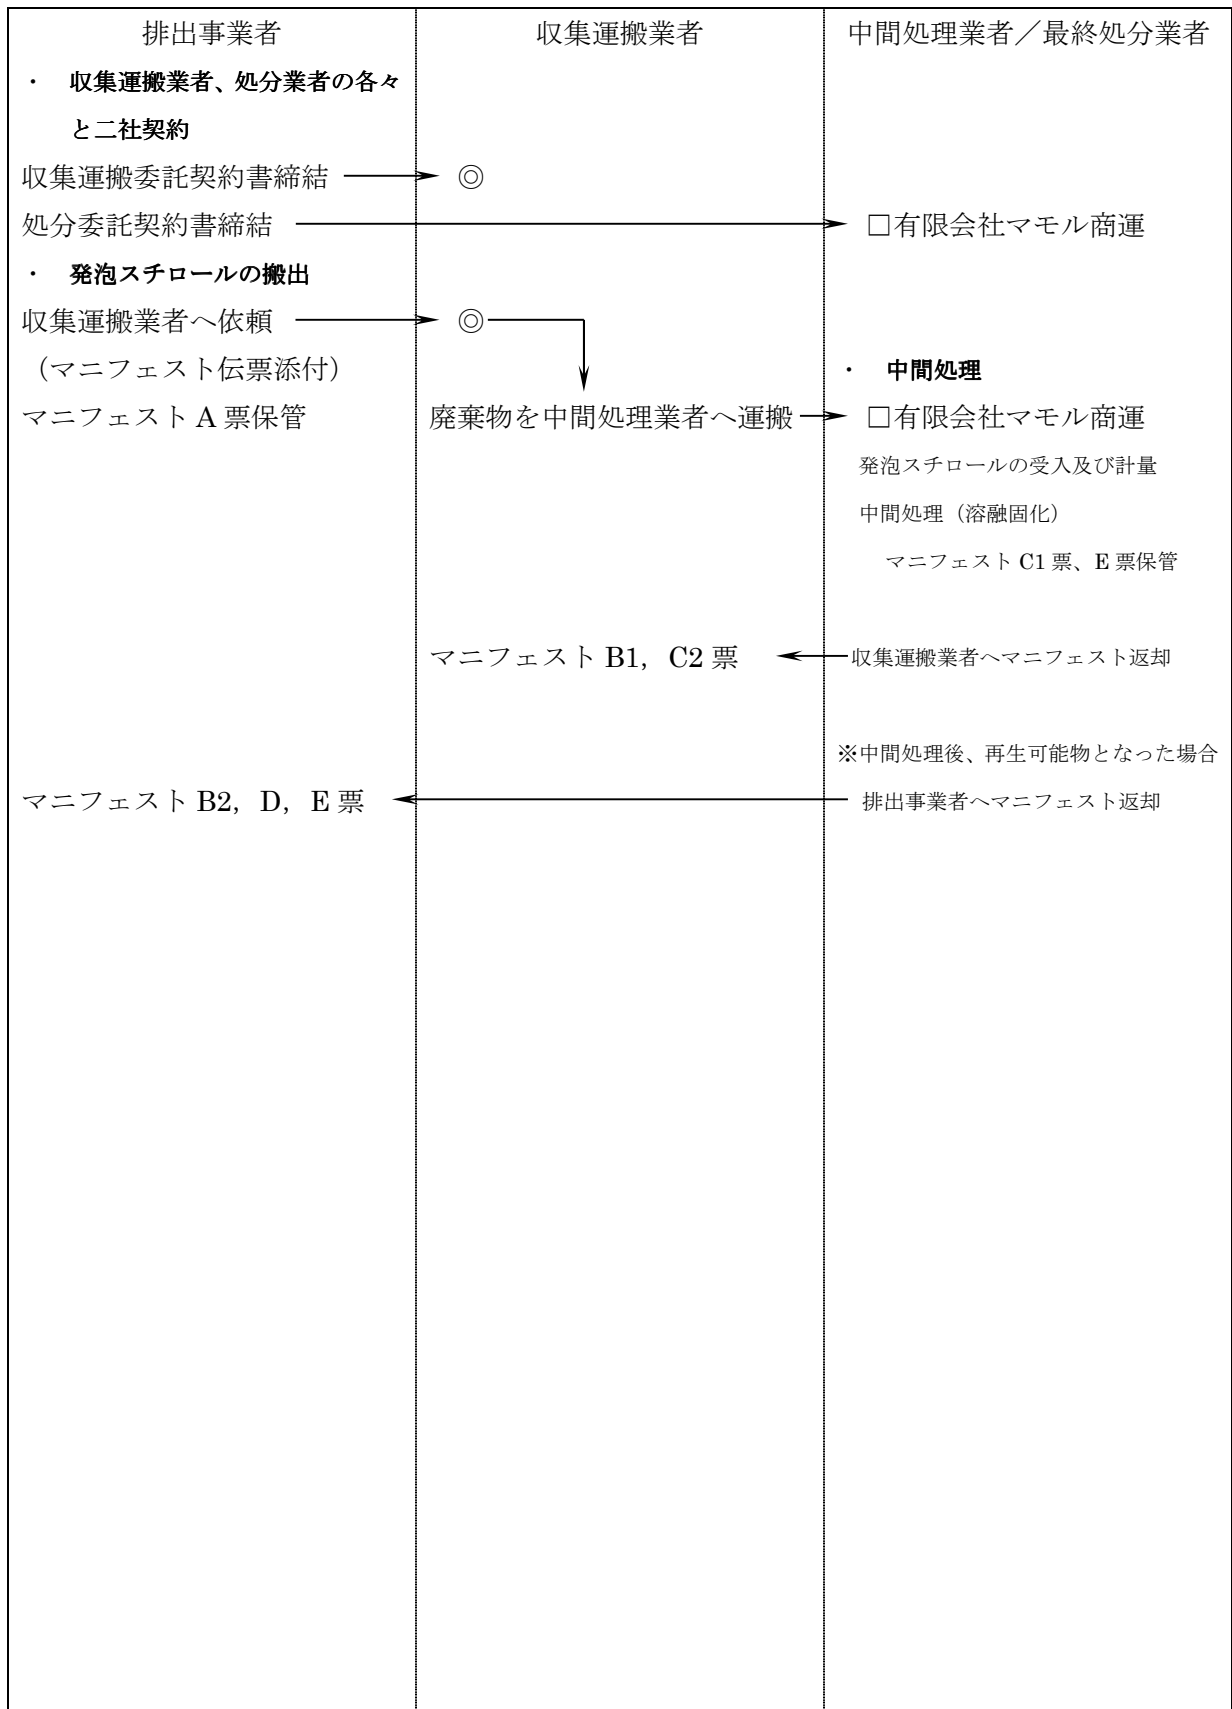 排出事業者 収集運搬業者 中間処理業者／最終処分業者
・ 収集運搬業者、処分業者の各々
と二社契約
収集運搬委託契約書締結 ◎
処分委託契約書締結 □有限会社マモル商運
・ 発泡スチロールの搬出
収集運搬業者へ依頼 ◎
（マニフェスト伝票添付） ・ 中間処理
マニフェスト A 票保管 廃棄物を中間処理業者へ運搬 □有限会社マモル商運
発泡スチロールの受入及び計量
中間処理（溶融固化）
マニフェスト C1 票、E 票保管
マニフェスト B1，C2 票 収集運搬業者へマニフェスト返却
※中間処理後、再生可能物となった場合
マニフェスト B2，D，E 票 排出事業者へマニフェスト返却